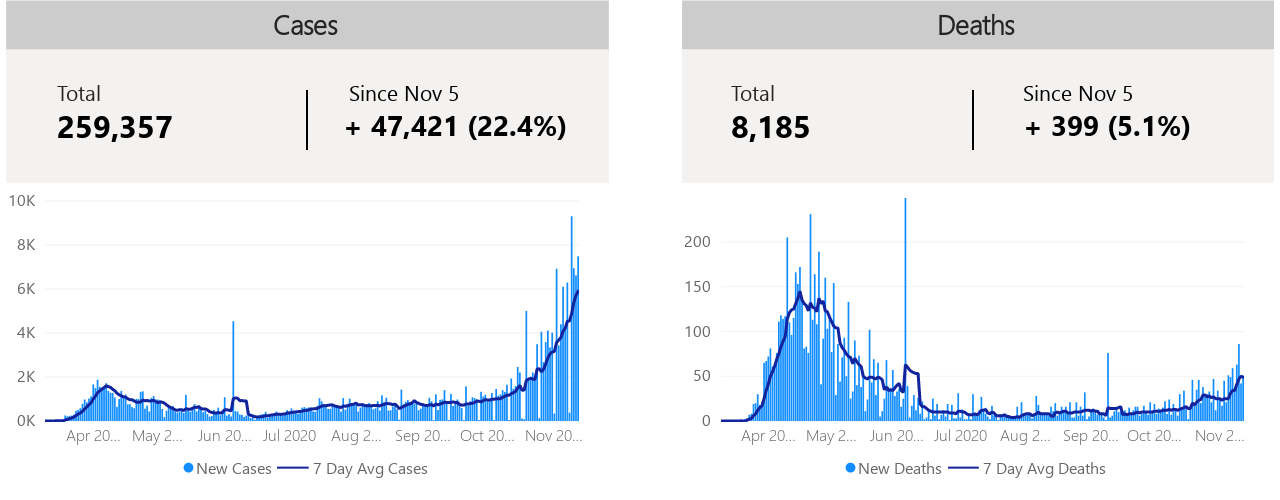 Cases
Total
Since Nov 5
259,357
+ 47,421 (22.4%)
10K
8K
6K
4K
2K
0K
Apr 20... May 2... Jun 20... Jul 2020 Aug 2... Sep 20... Oct 20... Nov 20...
New Cases 7 Day Avg Cases
Deaths
Total
Since Nov 5
8,185
+ 399 (5.1%)
200
150
100
50
0
Apr 20... May 2... Jun 20... Jul 2020 Aug 2... Sep 20... Oct 20... Nov 2...
New Deaths 7 Day Avg Deaths